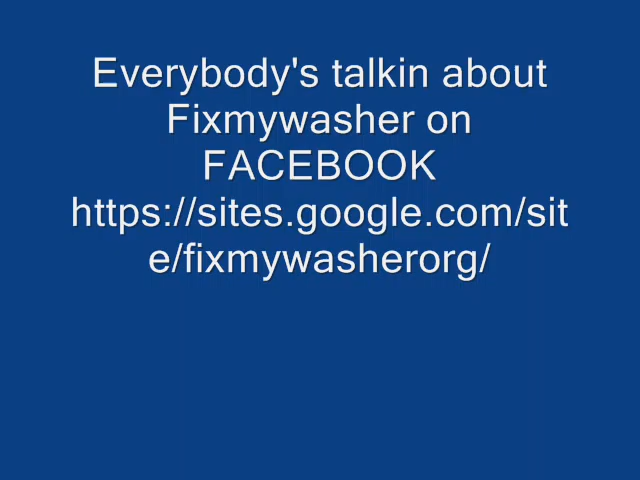 Everybody's talkin about
Fixmywasher on
FACEBOOK
https://sites.google.com/sit
e/fixmywasherorg/